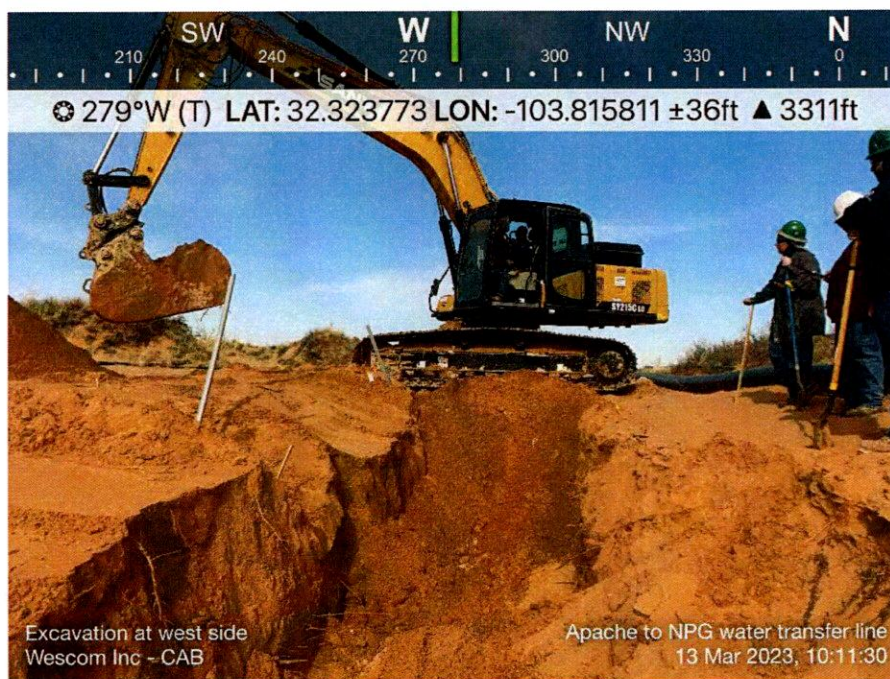 SW W NW N
210 240 270 300 330 0
279°W (T) LAT: 32.323773 LON: -103.815811 ±36ft ▲ 3311ft
SANY
SY215C
Excavation at west side
Wescom Inc - CAB
Apache to NPG water transfer line
13 Mar 2023, 10:11:30